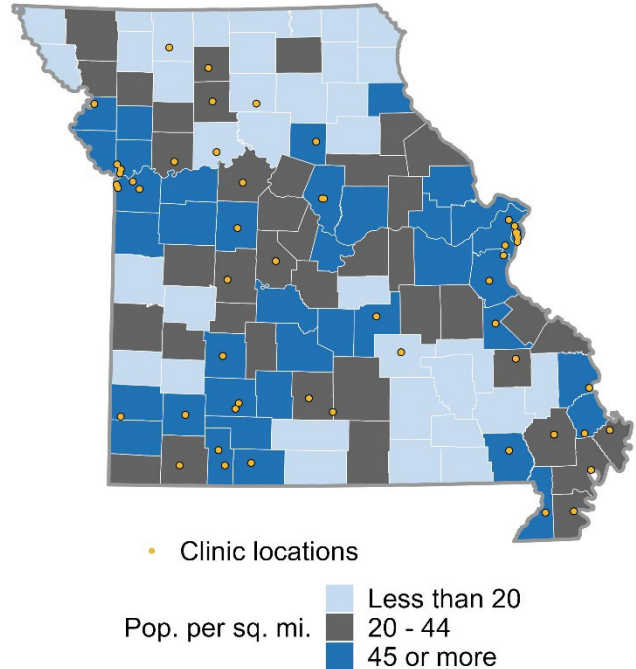 Clinic locations
Less than 20
Pop. per sq. mi. 20 - 44
45 or more